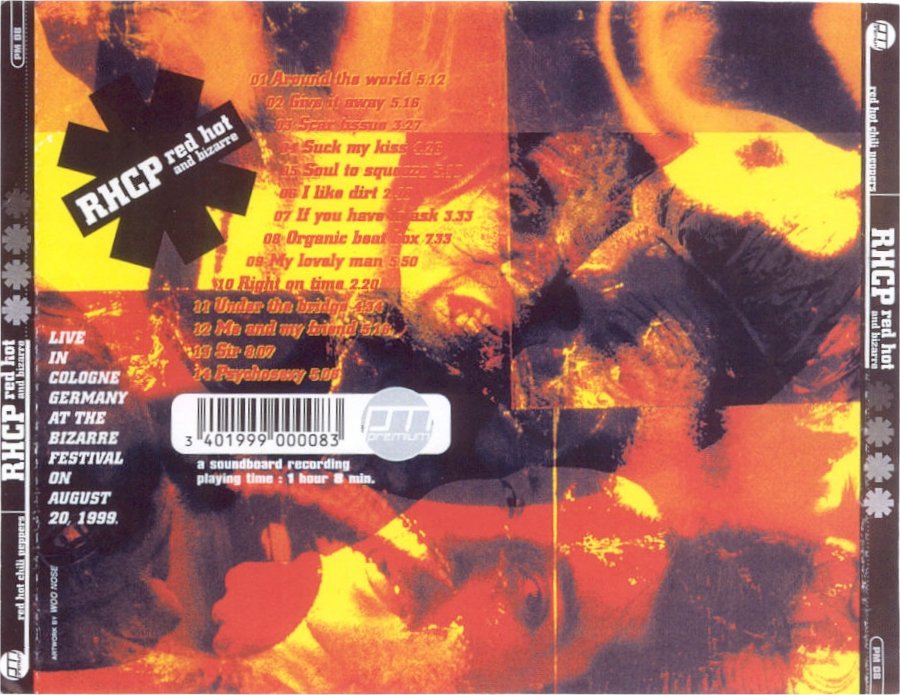 PM 08
01 Around the world 5.12
02 Give it away 5.16
03 Scar tissue 3.27
04 Suck my kiss
05 Soul to squeeze
06 I like dirt
07 If you have to ask 3.33
08 Organic beat box 7.33
09 My lovely man 5.50
10 Right on time 2.20
11 Under the bridge
12 Me and my friend 5.16
13 Sir
14 Psychosexy
RHCP red hot
and bizarre
LIVE
IN
COLOGNE
GERMANY
AT THE
BIZARRE
FESTIVAL
ON
AUGUST
20, 1999.
3 401999 000083
PM
premium
a soundboard recording
playing time : 1 hour 8 min.
ARTWORK BY WOO NOSE
RHCP red hot
and bizarre
red hot chili peppers
red hot chili peppers
RHCP red hot
and bizarre
PM 08